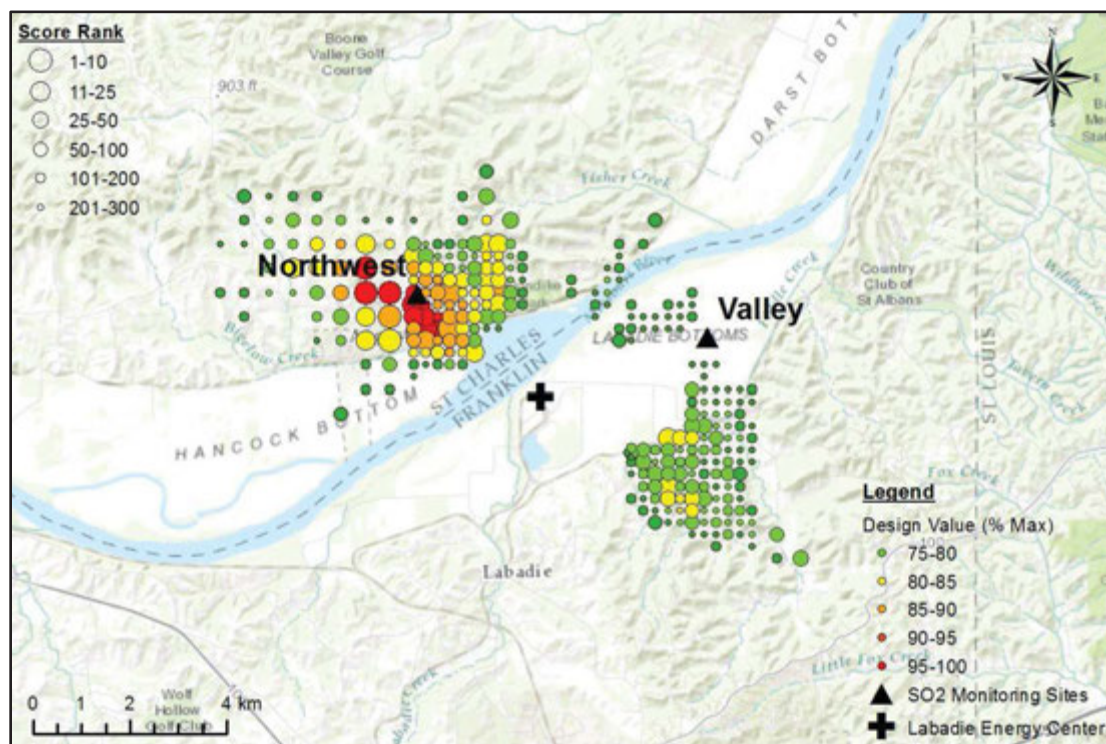 Score Rank
1-10
11-25
25-50
50-100
101-200
201-300
Boone
Valley Golf
Course
903 ft
DARST BOTT
Fisher Creek
Northwest
Bigelow Creek
Valley
LABADIE BOTTOMS
Country
Club of
St Albans
ST CHARLES
FRANKLIN
HANCOCK BOTTOM
ST LOUIS
Tavern
Creek
Fox Creek
Labadie
Labadie Creek
Little Fox Creek
Wolf
Hollow
Golf Club
0 1 2 4 km
Legend
Design Value (% Max)
75-80
80-85
85-90
90-95
95-100
SO2 Monitoring Sites
Labadie Energy Center
N
E
S
W